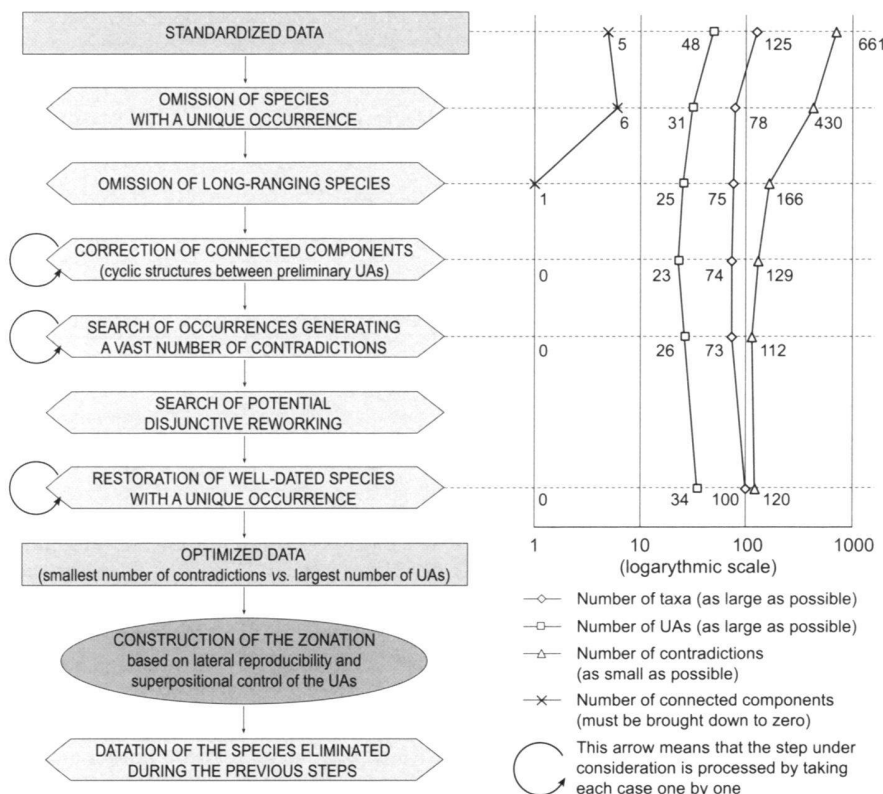 STANDARDIZED DATA
OMISSION OF SPECIES
WITH A UNIQUE OCCURRENCE
OMISSION OF LONG-RANGING SPECIES
CORRECTION OF CONNECTED COMPONENTS
(cyclic structures between preliminary UAs)
SEARCH OF OCCURRENCES GENERATING
A VAST NUMBER OF CONTRADICTIONS
SEARCH OF POTENTIAL
DISJUNCTIVE REWORKING
RESTORATION OF WELL-DATED SPECIES
WITH A UNIQUE OCCURRENCE
OPTIMIZED DATA
(smallest number of contradictions vs. largest number of UAs)
CONSTRUCTION OF THE ZONATION
based on lateral reproducibility and
superpositional control of the UAs
DATATION OF THE SPECIES ELIMINATED
DURING THE PREVIOUS STEPS
5 48 125 661
6 31 78 430
1 25 75 166
0 23 74 129
0 26 73 112
0 34 100 120
1 10 100 1000
(logarythmic scale)
Number of taxa (as large as possible)
Number of UAs (as large as possible)
Number of contradictions
(as small as possible)
Number of connected components
(must be brought down to zero)
This arrow means that the step under
consideration is processed by taking
each case one by one